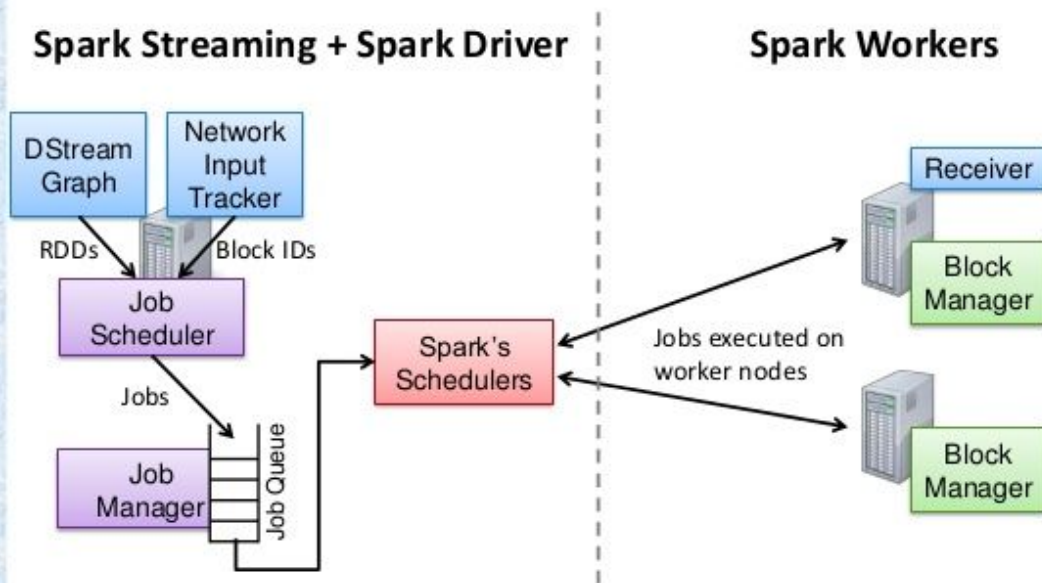 Spark Streaming + Spark Driver
Spark Workers
DStream
Graph
Network
Input
Tracker
RDDs
Block IDs
Job
Scheduler
Jobs
Job
Manager
Job Queue
Spark's
Schedulers
Jobs executed on
worker nodes
Receiver
Block
Manager
Block
Manager